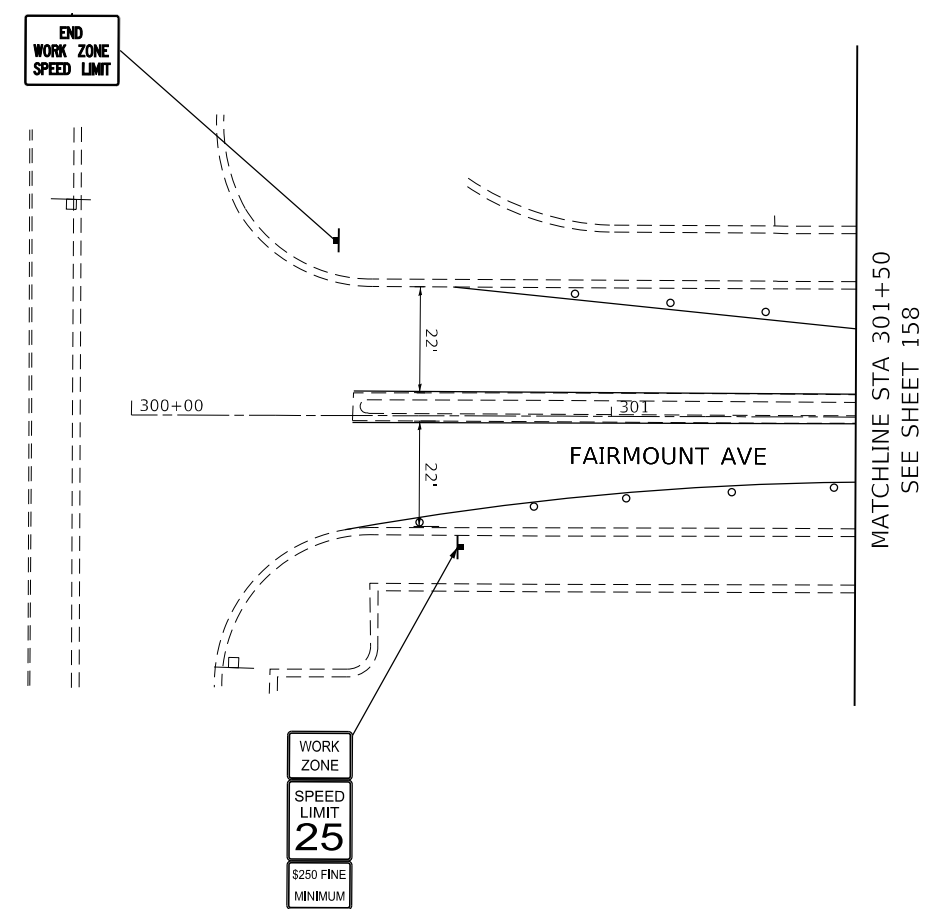 END
WORK ZONE
SPEED LIMIT
22'
300+00
301
22'
FAIRMOUNT AVE
MATCHLINE STA 301+50
SEE SHEET 158
WORK
ZONE
SPEED
LIMIT
25
$250 FINE
MINIMUM